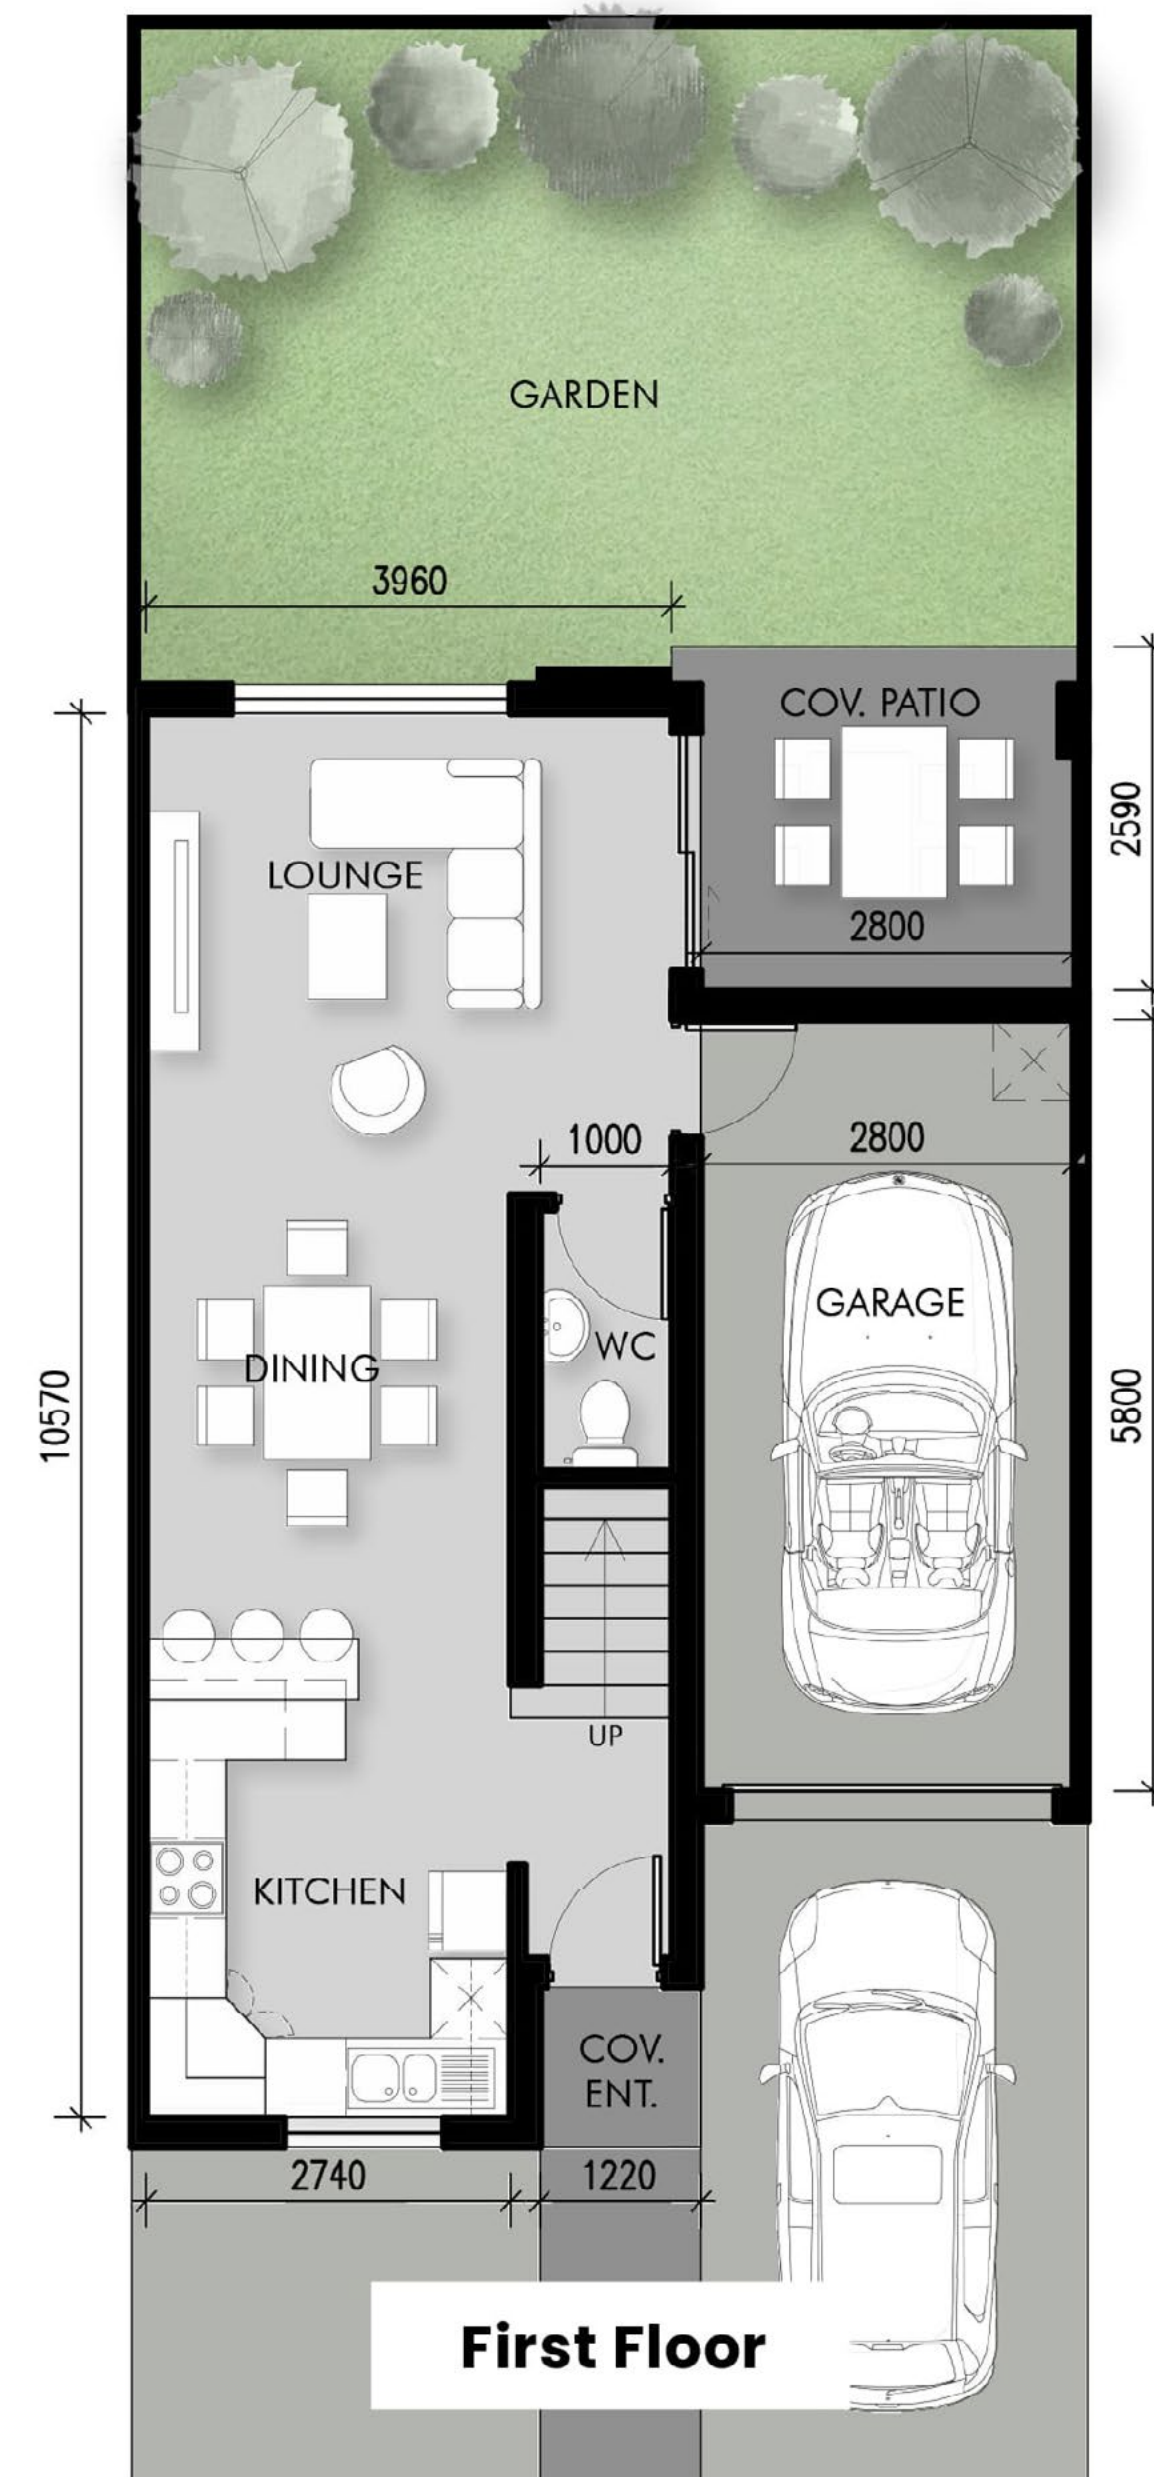 GARDEN
3960
COV. PATIO
2590
2800
LOUNGE
1000
2800
GARAGE
WC
DINING
10570
5800
UP
KITCHEN
COV.
ENT.
2740
1220
First Floor